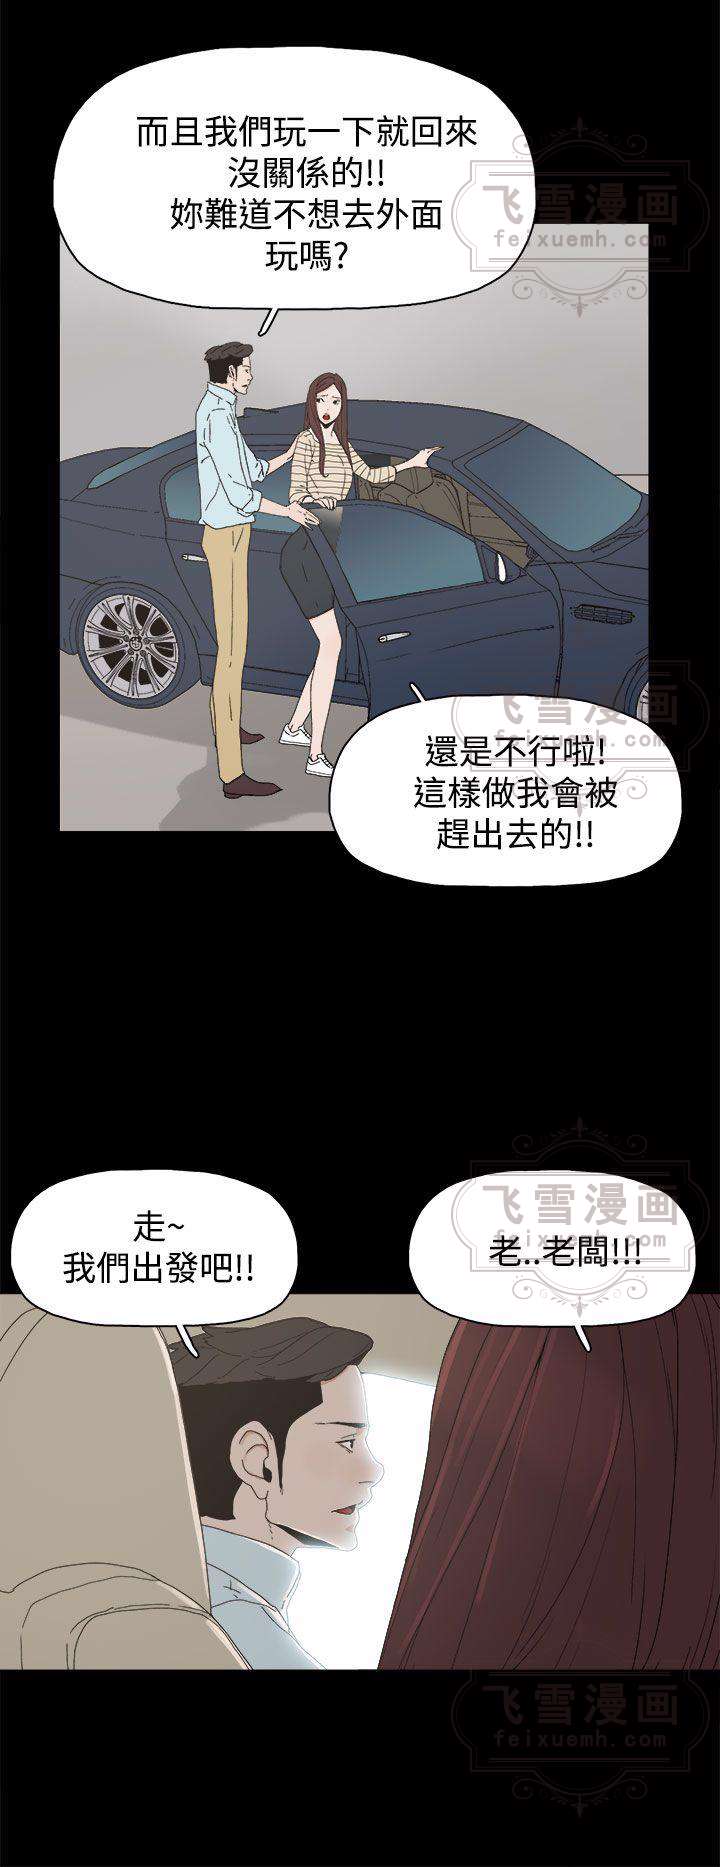 而且我們玩一下就回來
沒關係的!!
妳難道不想去外面
玩嗎?
飞雪漫画
feixuemh.com
飞雪漫画
feixuemh.com
還是不行啦!
這樣做我會被
趕出去的!!
走~
我們出發吧!!
飞雪漫画
feixuemh.com
老..老闆!!!
飞雪漫画
feixuemh.com